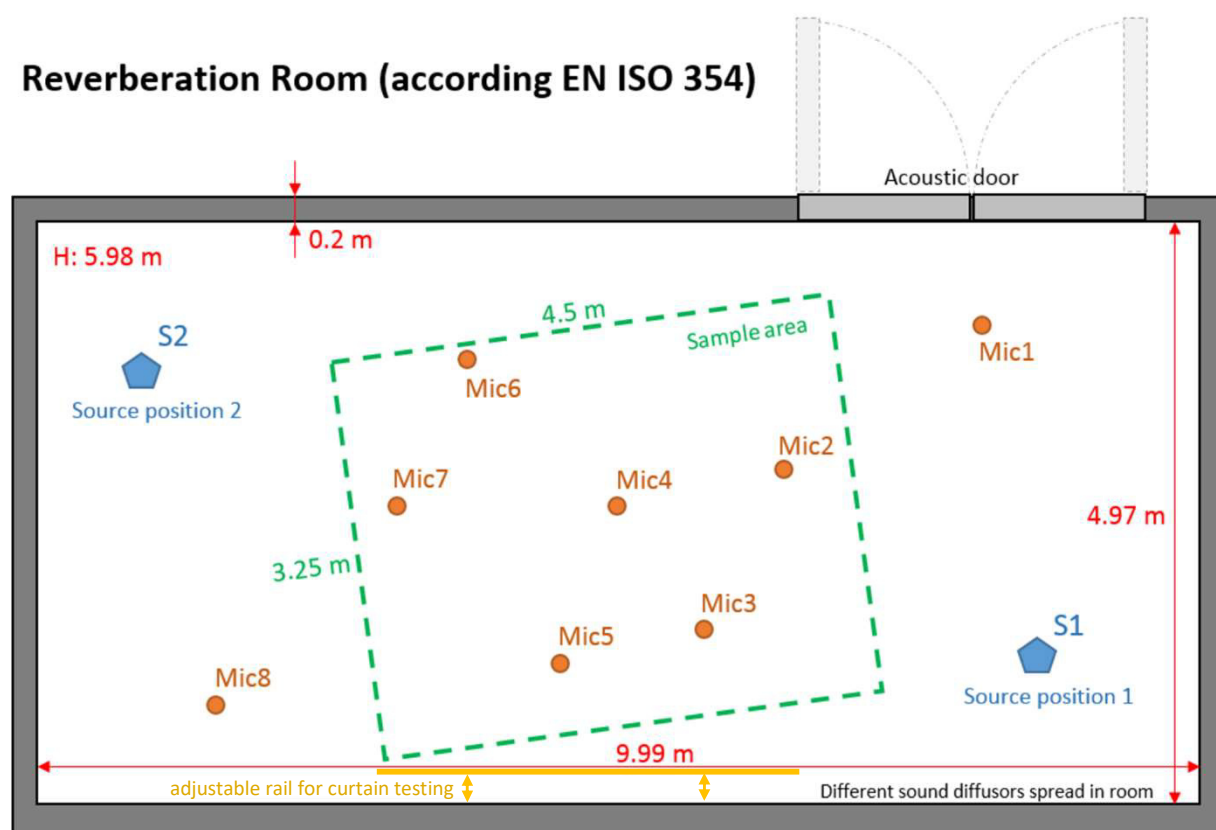 Reverberation Room (according EN ISO 354)
Acoustic door
0.2 m
H: 5.98 m
4.5 m
Sample area
S2
Source position 2
Mic1
Mic6
Mic2
Mic7
Mic4
4.97 m
3.25 m
Mic3
Mic5
S1
Source position 1
Mic8
9.99 m
adjustable rail for curtain testing
Different sound diffusors spread in room